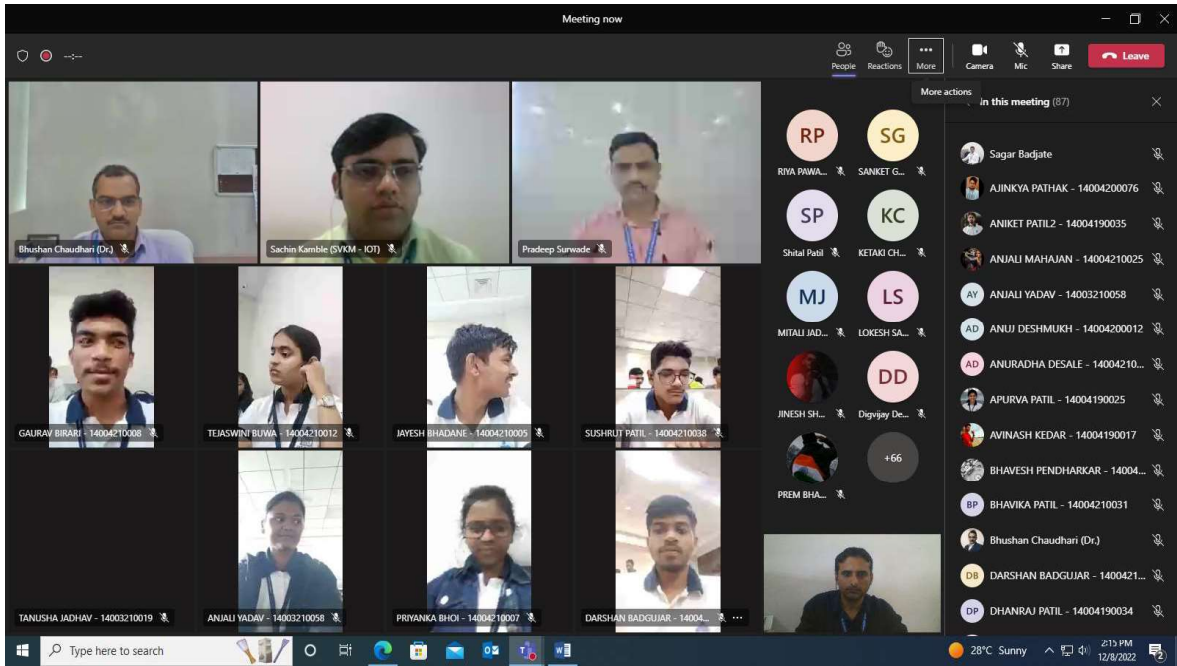 Meeting now
--:--
People
Reactions
More
Camera
Mic
Share
Leave
More actions
In this meeting (87)
Bhushan Chaudhari (Dr.)
Sachin Kamble (SVKM - IOT)
Pradeep Surwade
GAURAV BIRARI - 14004210008
TEJASWINI BUWA - 14004210012
JAYESH BHADANE - 14004210005
SUSHRUT PATIL - 14004210038
TANUSHA JADHAV - 14003210019
ANJALI YADAV - 14003210058
PRIYANKA BHOI - 14004210007
DARSHAN BADGUJAR - 14004...
RP
RIYA PAWA...
SG
SANKET G...
SP
Shital Patil
KC
KETAKI CH...
MJ
MITALI JAD...
LS
LOKESH SA...
JINESH SH...
DD
Digvijay De...
PREM BHA...
+66
Sagar Badjate
AJINKYA PATHAK - 14004200076
ANIKET PATIL2 - 14004190035
ANJALI MAHAJAN - 14004210025
AY ANJALI YADAV - 14003210058
AD ANUJ DESHMUKH - 14004200012
AD ANURADHA DESALE - 14004210...
APURVA PATIL - 14004190025
AVINASH KEDAR - 14004190017
BHAVESH PENDHARKAR - 14004...
BP BHAVIKA PATIL - 14004210031
Bhushan Chaudhari (Dr.)
DB DARSHAN BADGUJAR - 1400421...
DP DHANRAJ PATIL - 14004190034
Type here to search
28°C Sunny
2:15 PM
12/8/2022
2